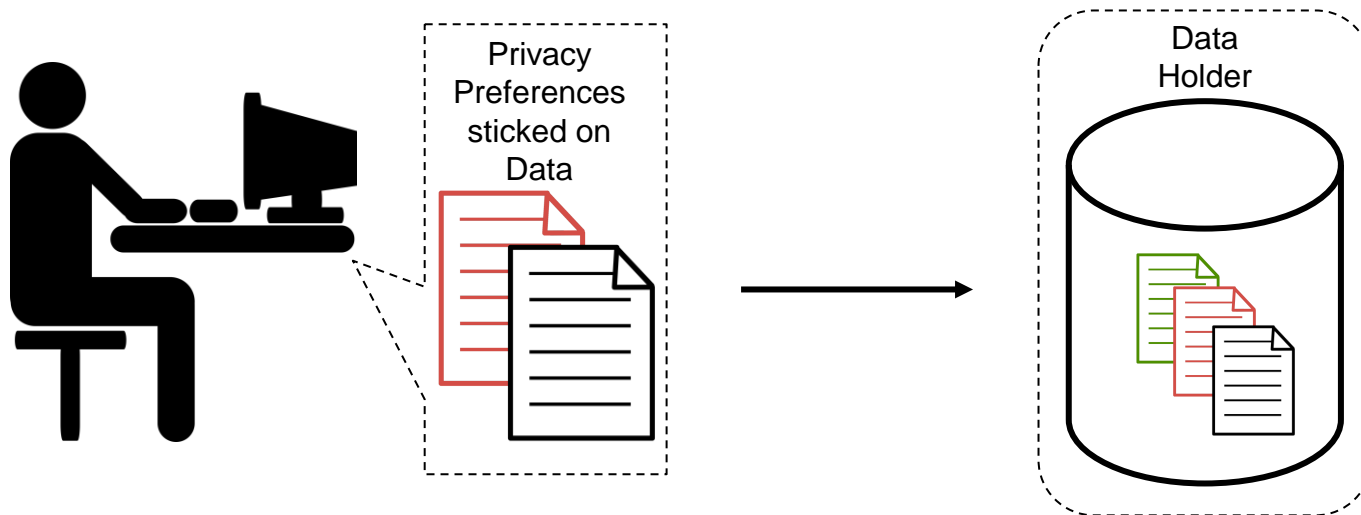 Privacy
Preferences
sticked on
Data
Data
Holder